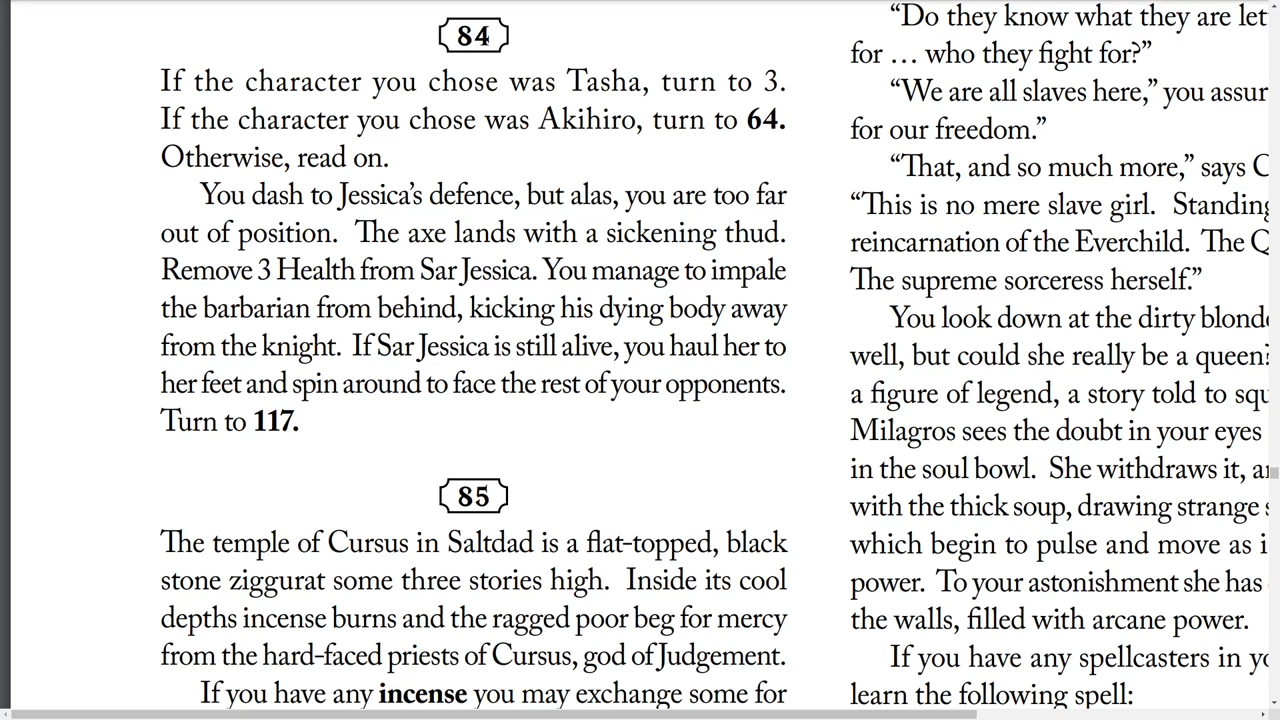 84
If the character you chose was Tasha, turn to 3.
If the character you chose was Akihiro, turn to 64.
Otherwise, read on.
You dash to Jessica’s defence, but alas, you are too far
out of position. The axe lands with a sickening thud.
Remove 3 Health from Sar Jessica. You manage to impale
the barbarian from behind, kicking his dying body away
from the knight. If Sar Jessica is still alive, you haul her to
her feet and spin around to face the rest of your opponents.
Turn to 117.
85
The temple of Cursus in Saltdad is a flat-topped, black
stone ziggurat some three stories high. Inside its cool
depths incense burns and the ragged poor beg for mercy
from the hard-faced priests of Cursus, god of Judgement.
If you have any incense you may exchange some for
“Do they know what they are
for … who they fight for?”
“We are all slaves here,” you
for our freedom.”
“That, and so much more,” says
“This is no mere slave girl.
reincarnation of the Everchild. The
The supreme sorceress herself.”
You look down at the dirty
well, but could she really be a queen?
a figure of legend, a story told to
Milagros sees the doubt in your eyes
in the soul bowl. She withdraws it,
with the thick soup, drawing strange
which begin to pulse and move as
power. To your astonishment she has
the walls, filled with arcane power.
If you have any spellcasters in
learn the following spell: